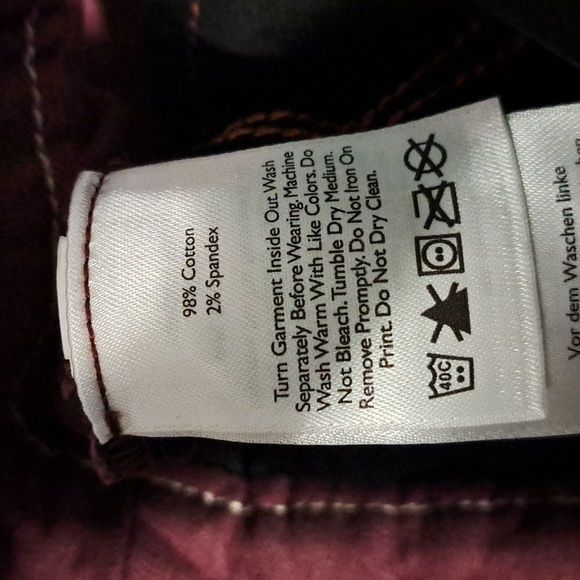 98% Cotton
2% Spandex
Turn Garment Inside Out. Wash
Separately Before Wearing. Machine
Wash Warm With Like Colors. Do
Not Bleach. Tumble Dry Medium.
Remove Promptly. Do Not Iron On
Print. Do Not Dry Clean.
40C
Vor dem Waschen linke